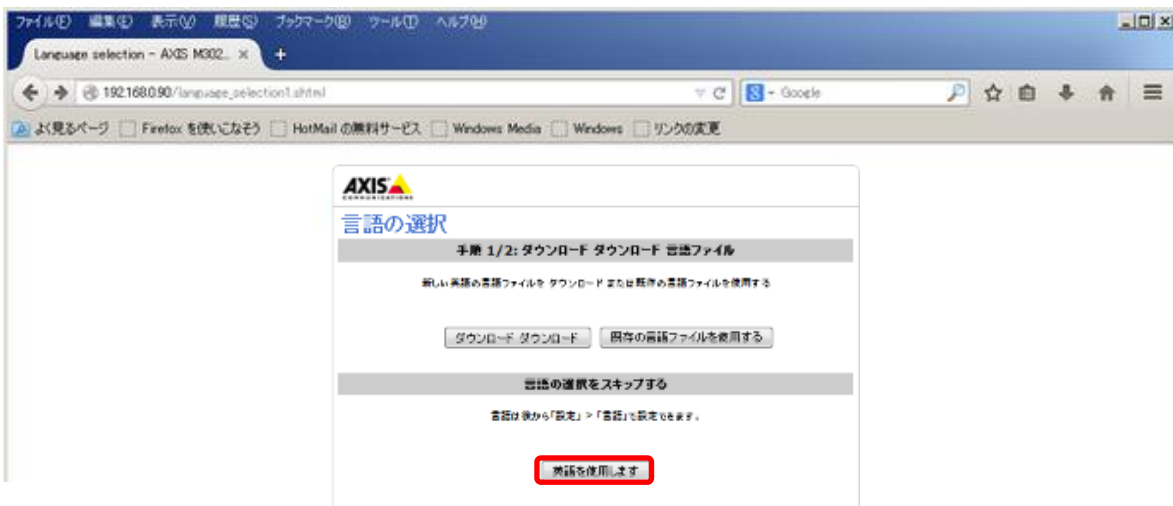 ファイル(F) 編集(E) 表示(V) 履歴(S) ブックマーク(B) ツール(T) ヘルプ(H)
Language selection - AXIS M302... × +
192.168.0.90/language_selection1.shtml Google
よく見るページ Firefox を使いこなそう HotMail の無料サービス Windows Media Windows リンクの変更
AXIS
COMMUNICATIONS
言語の選択
手順 1/2: ダウンロード ダウンロード 言語ファイル
新しい英語の言語ファイルを ダウンロード または既存の言語ファイルを使用する
ダウンロード ダウンロード 既存の言語ファイルを使用する
言語の選択をスキップする
言語は後から「設定」>「言語」で設定できます。
英語を使用します